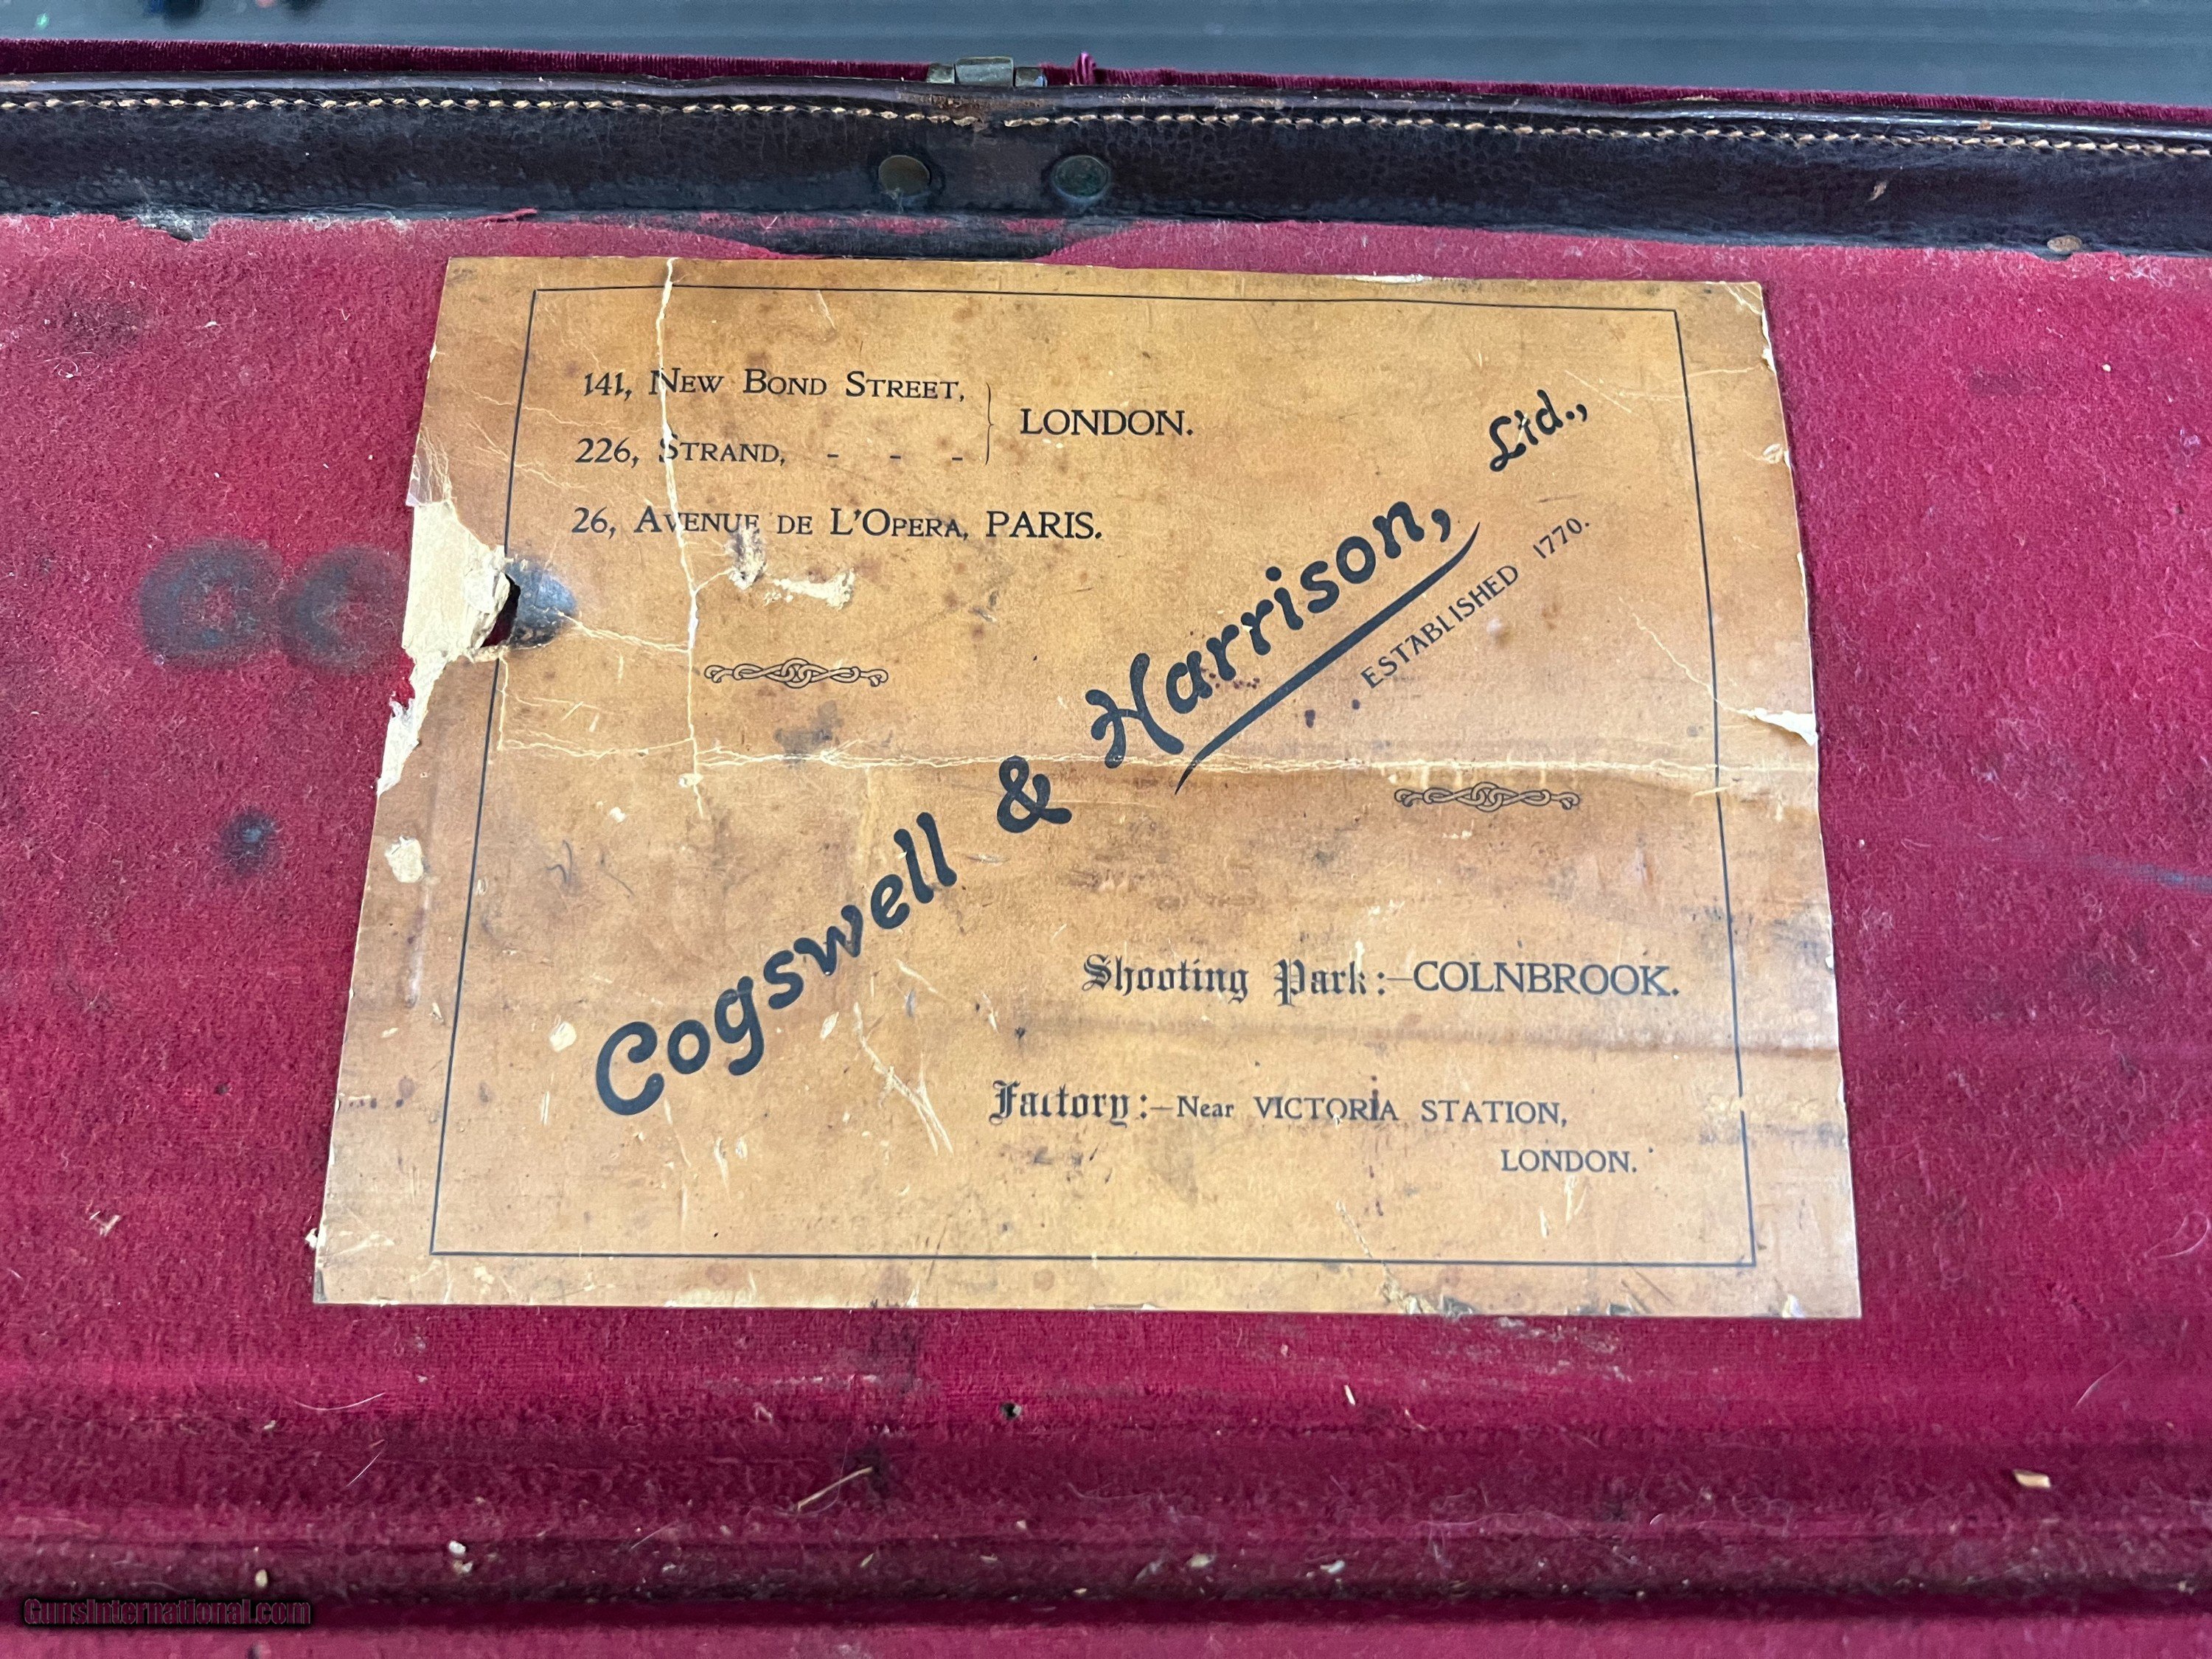 141, NEW BOND STREET,
226, STRAND, - - -
LONDON.
26, AVENUE DE L'OPERA, PARIS.
Cogswell & Harrison, Ltd.,
ESTABLISHED 1770.
Shooting Park:—COLNBROOK.
Factory:—Near VICTORIA STATION,
LONDON.
GunsInternational.com